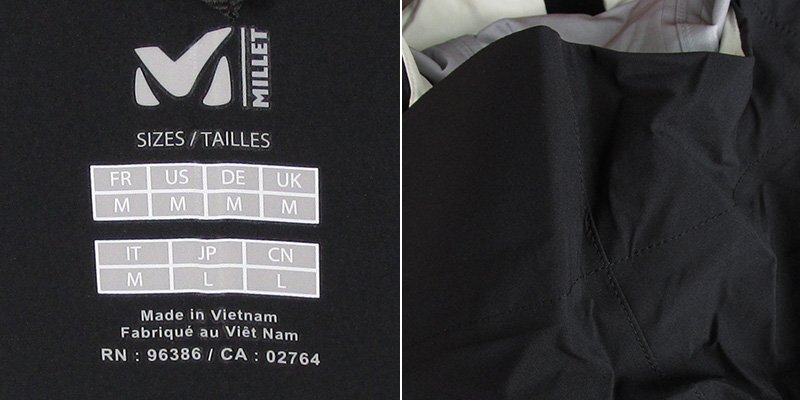 MILLET
SIZES / TAILLES
FR US DE UK
M M M M
IT JP CN
M L L
Made in Vietnam
Fabriqué au Viêt Nam
RN : 96386 / CA : 02764